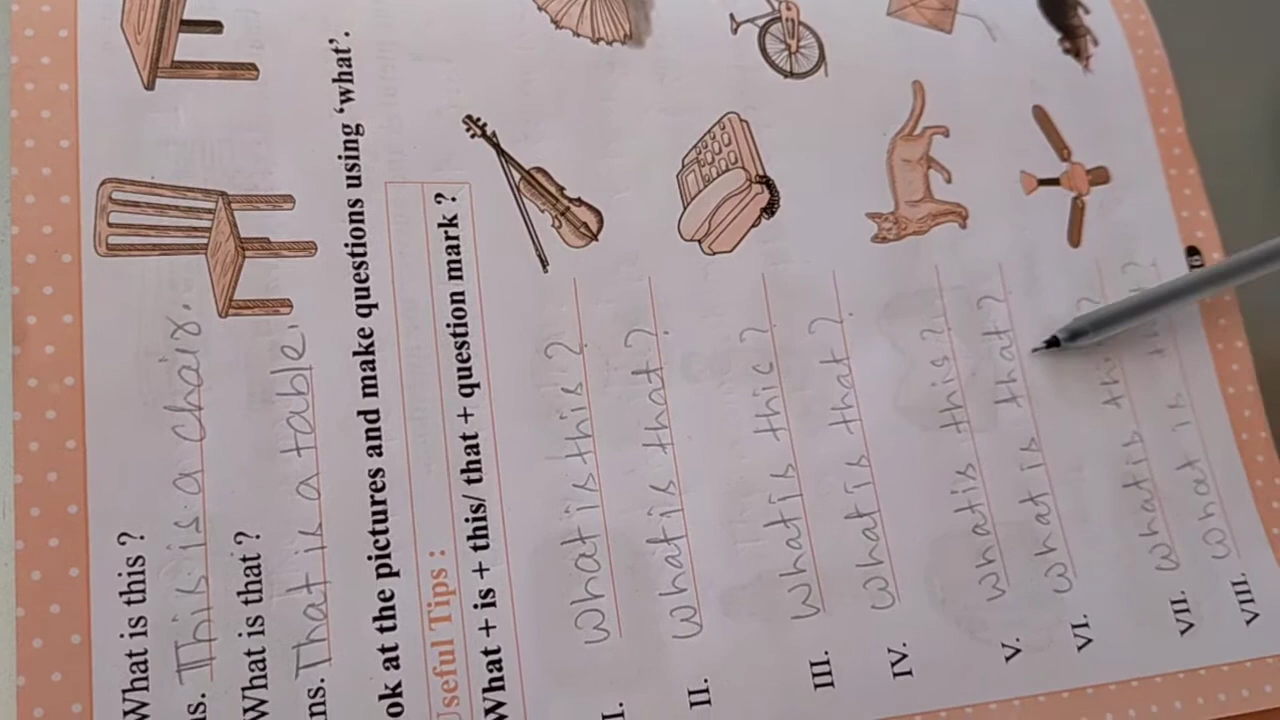 What is this ?
ns. This is a chair.
What is that ?
ns. That is a table.
ok at the pictures and make questions using ‘what’.
Useful Tips :
What + is + this/ that + question mark ?
I. What is this ?
II. What is that ?
III. What is this ?
IV. What is that ?
V. What is this ?
VI. What is that ?
VII. What is ?
VIII. What is ?